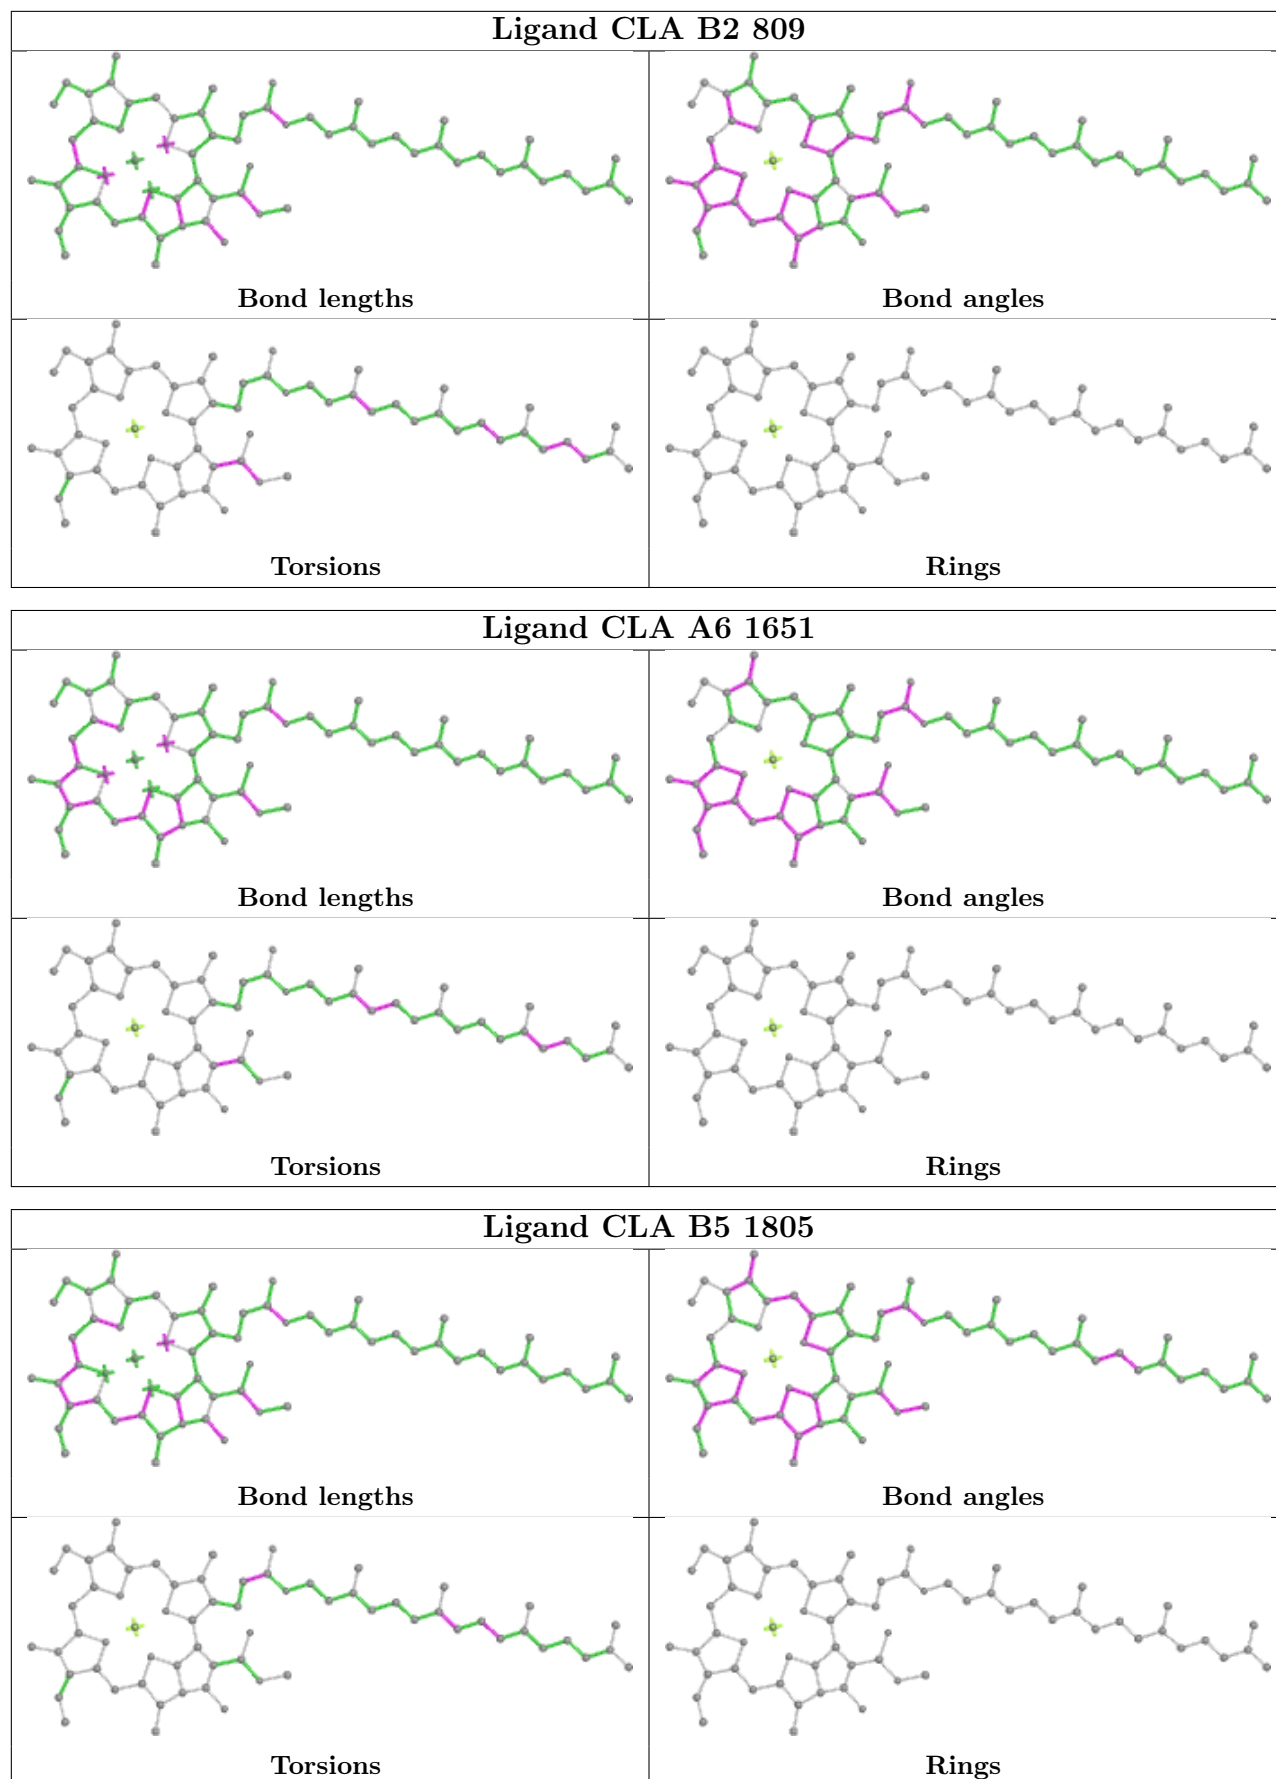 Ligand CLA B2 809
Bond lengths Bond angles
Torsions Rings
Ligand CLA A6 1651
Bond lengths Bond angles
Torsions Rings
Ligand CLA B5 1805
Bond lengths Bond angles
Torsions Rings